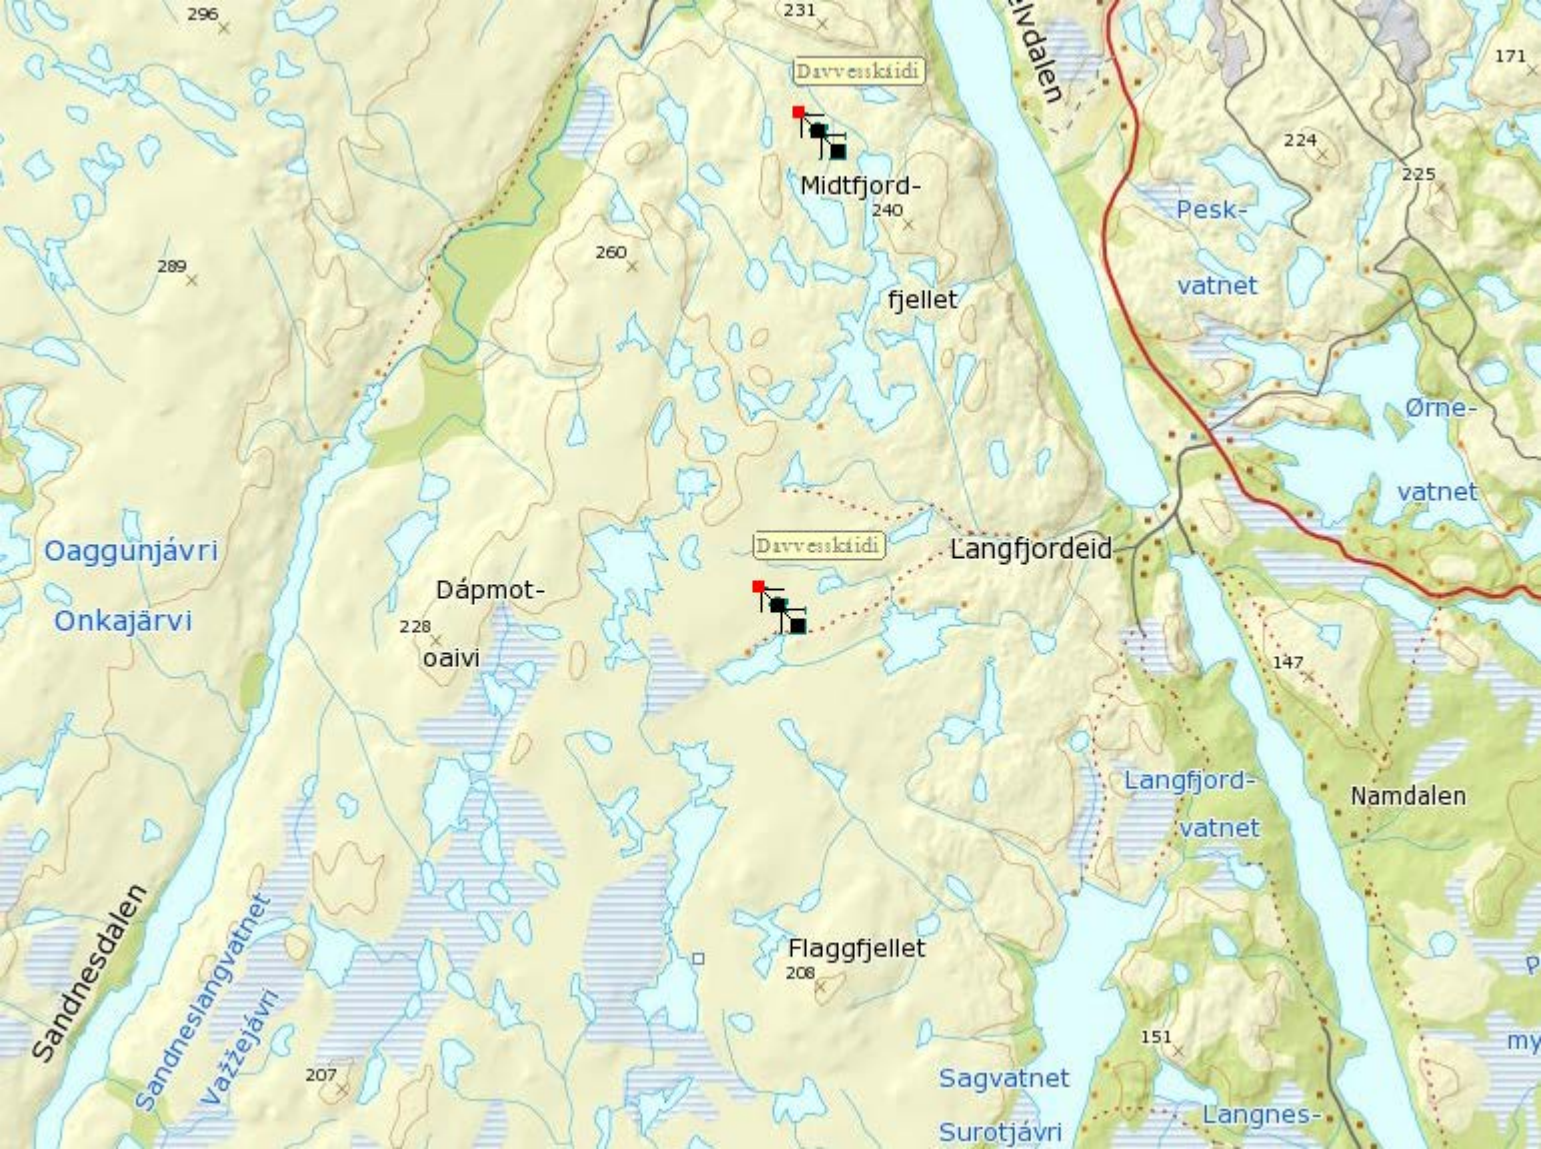 296
231
elvdalen
171
Davvesskáidi
224
225
Midtfjord-
240
Pesk-
260
289
vatnet
fjellet
Ørne-
vatnet
Oaggunjávri
Davvesskáidi
Langfjordeid
Dápmot-
Onkajärvi
228
oaivi
147
Langfjord-
Namdalen
vatnet
Sandnesdalen
Sandneslangvatnet
Važžejávri
Flaggfjellet
208
P
my
151
207
Sagvatnet
Langnes-
Surotjávri